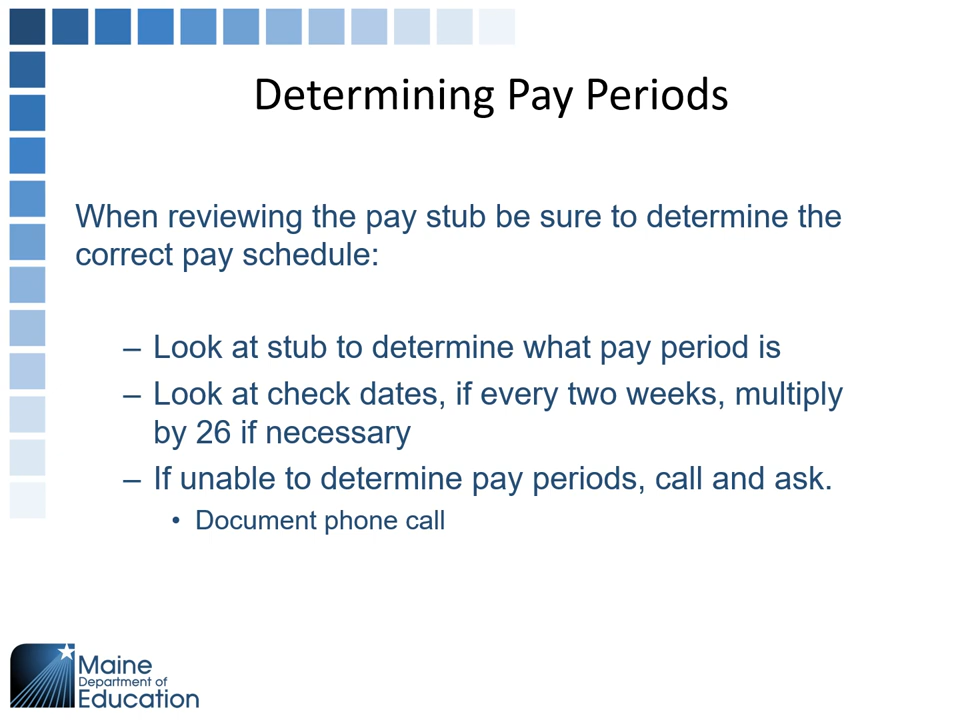 Determining Pay Periods
When reviewing the pay stub be sure to determine the
correct pay schedule:
– Look at stub to determine what pay period is
– Look at check dates, if every two weeks, multiply
by 26 if necessary
– If unable to determine pay periods, call and ask.
• Document phone call
Maine
Department of
Education